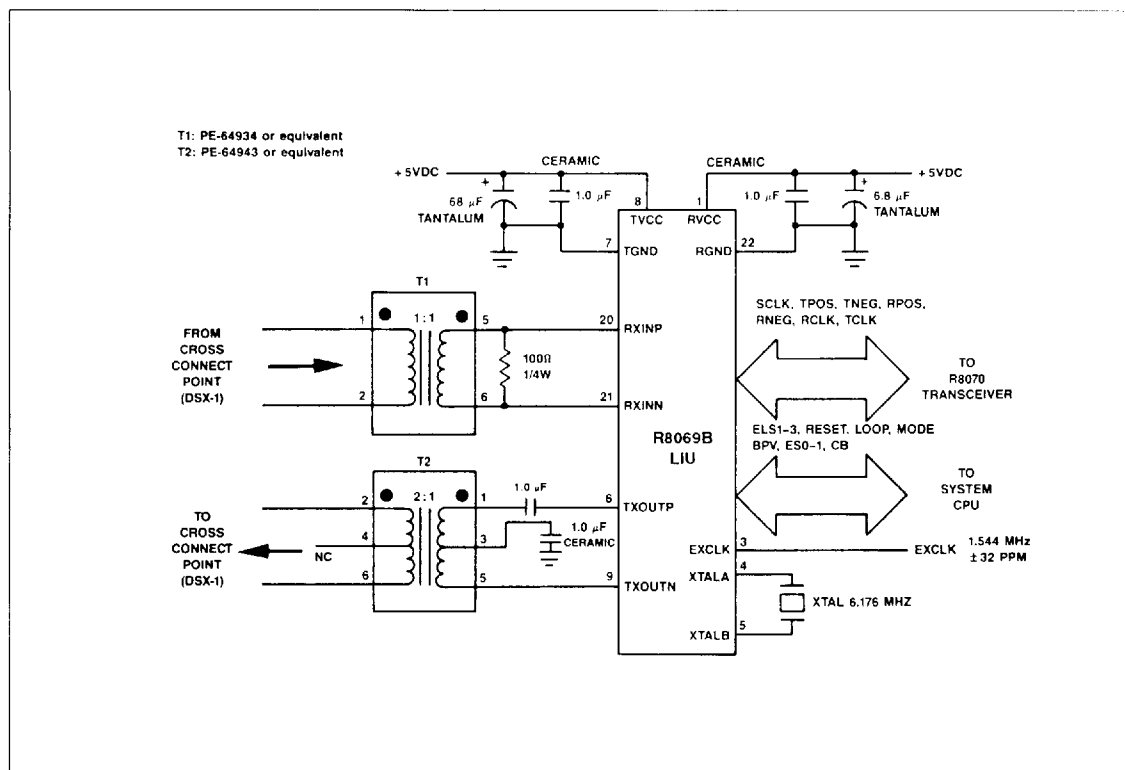 T1: PE-64934 or equivalent
T2: PE-64943 or equivalent
CERAMIC
CERAMIC
+5VDC
+5VDC
+
68 µF
TANTALUM
1.0 µF
8
1
1.0 µF
+
6.8 µF
TANTALUM
TVCC
RVCC
7
TGND
RGND
22
T1
1
1:1
5
20
RXINP
FROM
CROSS
CONNECT
POINT
(DSX-1)
100Ω
1/4W
2
6
21
RXINN
SCLK, TPOS, TNEG, RPOS,
RNEG, RCLK, TCLK
TO
R8070
TRANSCEIVER
R8069B
LIU
ELS1-3, RESET. LOOP, MODE
BPV, ES0-1, CB
TO
SYSTEM
CPU
T2
2
2:1
1
1.0 µF
6
TXOUTP
TO
CROSS
CONNECT
POINT
(DSX-1)
4
NC
3
1.0 µF
CERAMIC
6
5
9
TXOUTN
EXCLK
3
EXCLK
1.544 MHz
±32 PPM
XTALA
4
XTAL 6.176 MHZ
XTALB
5